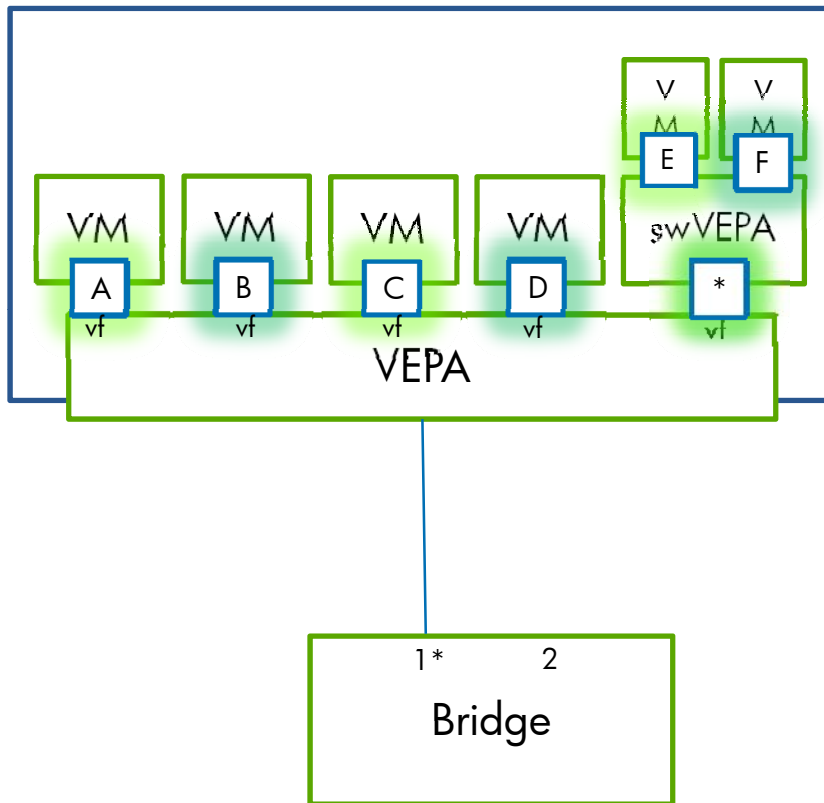 V V
M M
E F
VM VM VM VM swVEPA
A B C D *
vf vf vf vf vf
VEPA
1* 2
Bridge